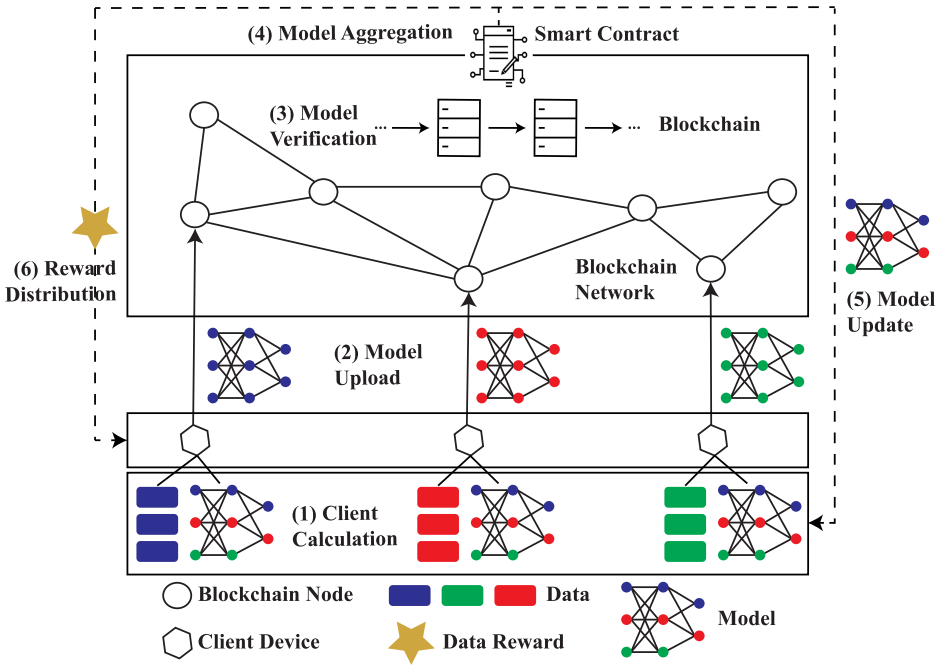 (4) Model Aggregation
Smart Contract
(3) Model
Verification
...
...
Blockchain
(6) Reward
Distribution
Blockchain
Network
(5) Model
Update
(2) Model
Upload
(1) Client
Calculation
Blockchain Node
Data
Client Device
Data Reward
Model